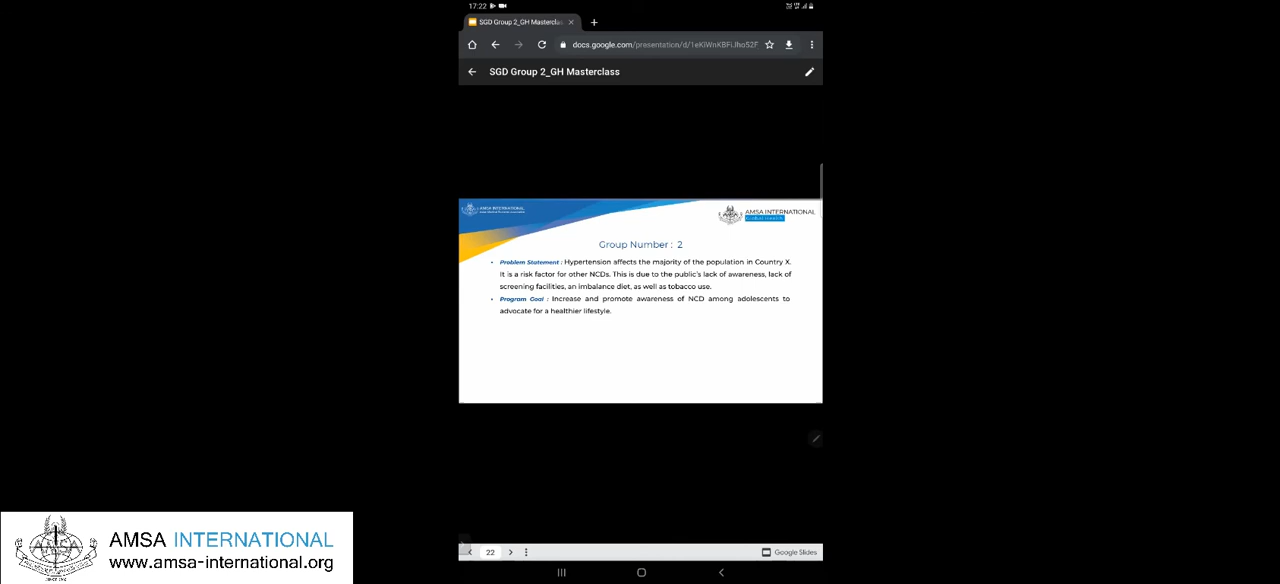 17:22
SGD Group 2_GH Masterclas
docs.google.com/presentation/d/1eKiWnKBFiJho52F
SGD Group 2_GH Masterclass
AMSA INTERNATIONAL
AMSA INTERNATIONAL
Global Health
Group Number : 2
• Problem Statement : Hypertension affects the majority of the population in Country X.
It is a risk factor for other NCDs. This is due to the public's lack of awareness, lack of
screening facilities, an imbalance diet, as well as tobacco use.
• Program Goal : Increase and promote awareness of NCD among adolescents to
advocate for a healthier lifestyle.
22
Google Slides
AMSA INTERNATIONAL
www.amsa-international.org